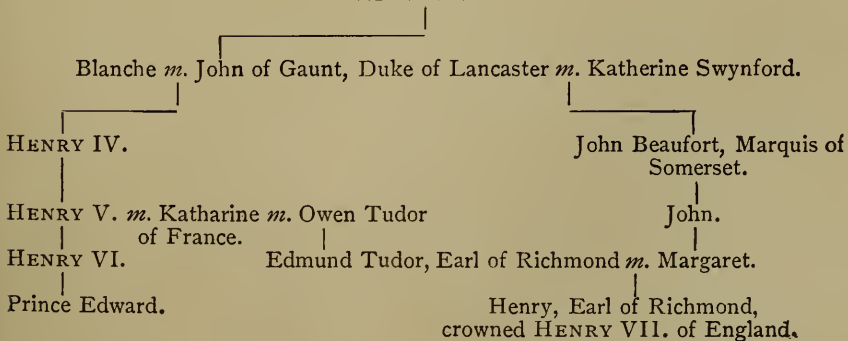 Blanche m. John of Gaunt, Duke of Lancaster m. Katherine Swynford.
HENRY IV.
John Beaufort, Marquis of
Somerset.
HENRY V. m. Katharine m. Owen Tudor
of France.
John.
HENRY VI.
Edmund Tudor, Earl of Richmond m. Margaret.
Prince Edward.
Henry, Earl of Richmond,
crowned HENRY VII. of England.